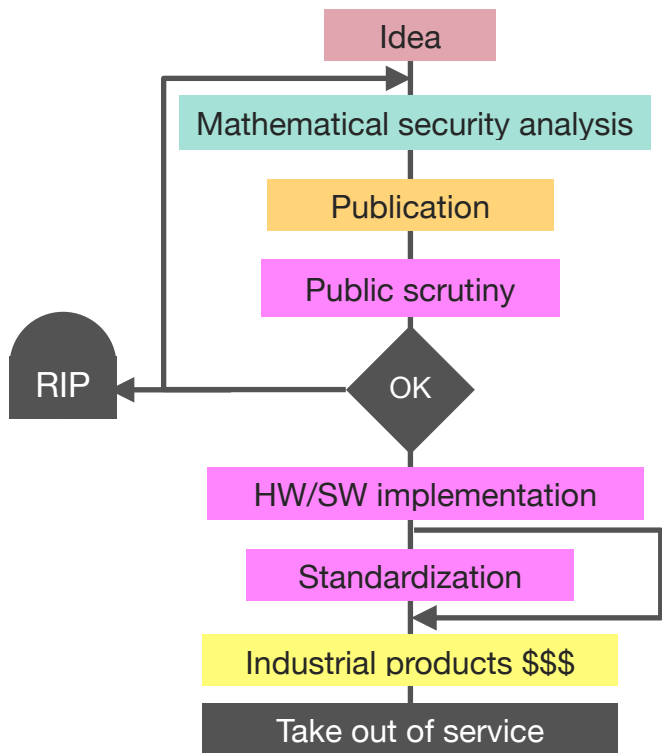 Idea
Mathematical security analysis
Publication
Public scrutiny
RIP
OK
HW/SW implementation
Standardization
Industrial products $$$
Take out of service